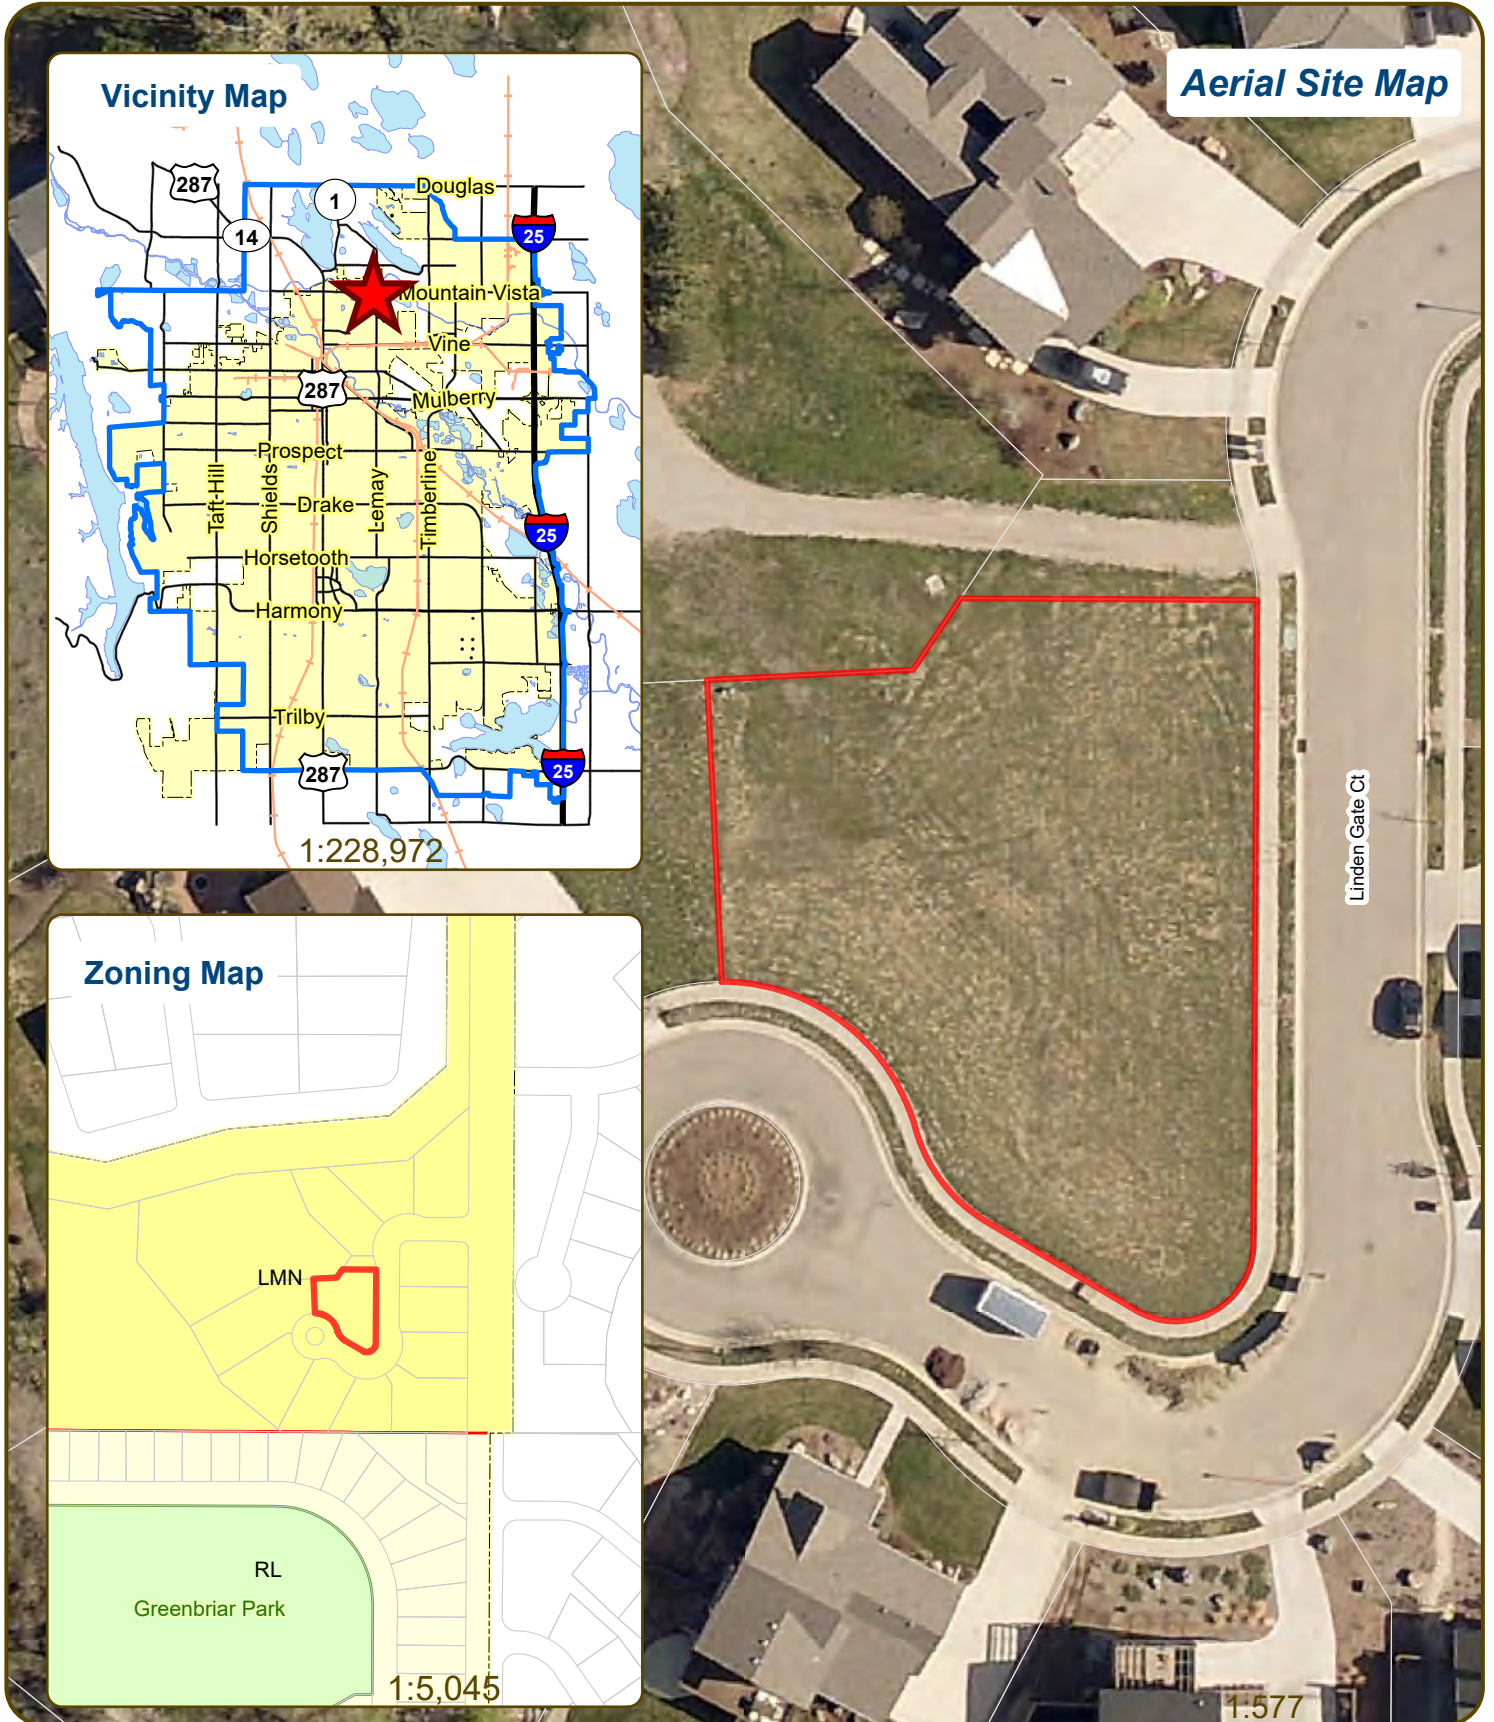 Aerial Site Map
Vicinity Map
287
1
Douglas
14
25
Mountain Vista
Vine
287
Mulberry
Prospect
Taft Hill
Shields
Drake
Lemay
Timberline
25
Horsetooth
Harmony
Trilby
287
25
1:228,972
Linden Gate Ct
Zoning Map
LMN
RL
Greenbriar Park
1:5,045
1:577